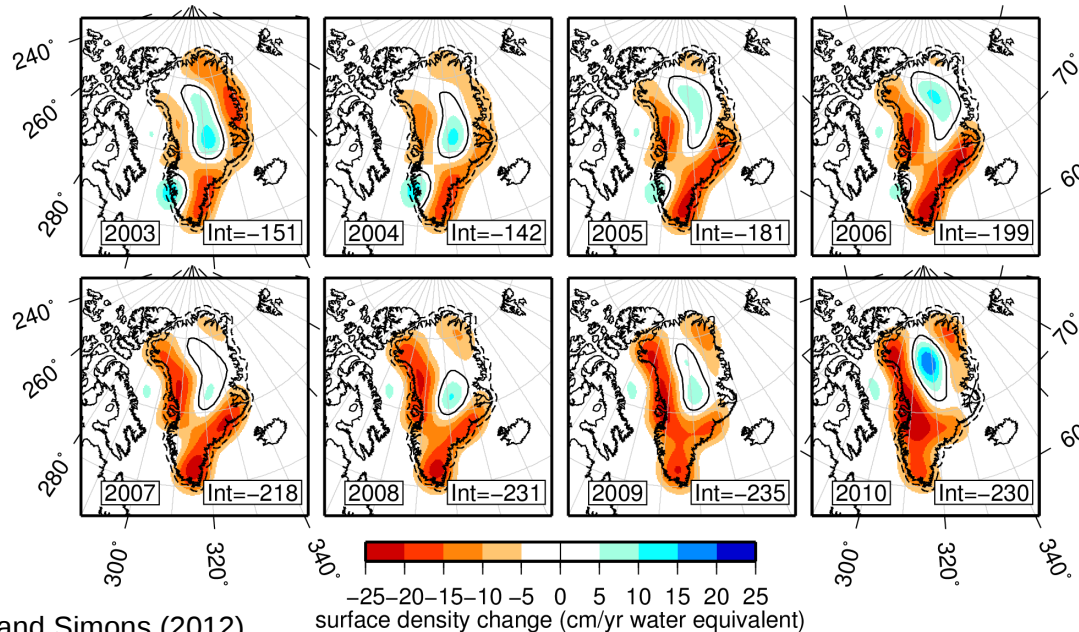 240°
260°
280°
2003 Int=−151
2004 Int=−142
2005 Int=−181
2006 Int=−199
70°
60
240°
260°
280°
2007 Int=−218
2008 Int=−231
2009 Int=−235
2010 Int=−230
70°
60
300° 320° 340° 300° 320° 340°
−25 −20 −15 −10 −5 0 5 10 15 20 25
surface density change (cm/yr water equivalent)
and Simons (2012)